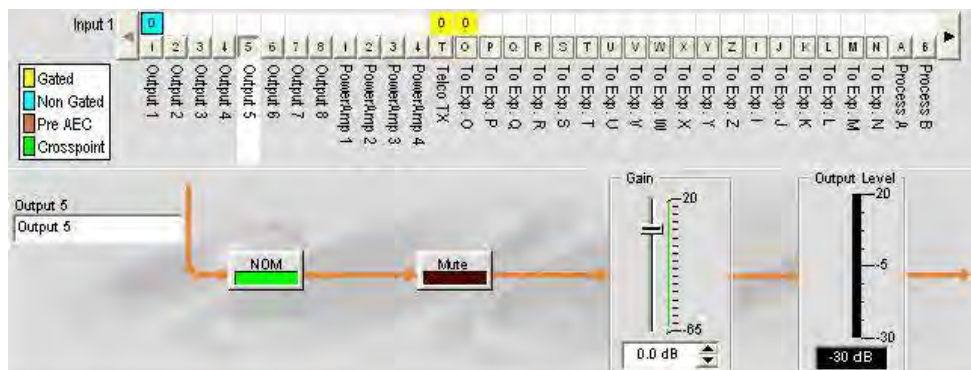 Input 1
0 0 0
1 2 3 4 5 6 7 8 1 2 3 4 T O P Q R S T U V W X Y Z I J K L M N A B
Output 1
Output 2
Output 3
Output 4
Output 5
Output 6
Output 7
Output 8
PowerAmp 1
PowerAmp 2
PowerAmp 3
PowerAmp 4
Telco TX
To Exp. O
To Exp. P
To Exp. Q
To Exp. R
To Exp. S
To Exp. T
To Exp. U
To Exp. V
To Exp. W
To Exp. X
To Exp. Y
To Exp. Z
To Exp. I
To Exp. J
To Exp. K
To Exp. L
To Exp. M
To Exp. N
Process A
Process B
Gated
Non Gated
Pre AEC
Crosspoint
Output 5
Output 5
NOM
Mute
Gain
20
-65
0.0 dB
Output Level
20
-5
-30
-30 dB